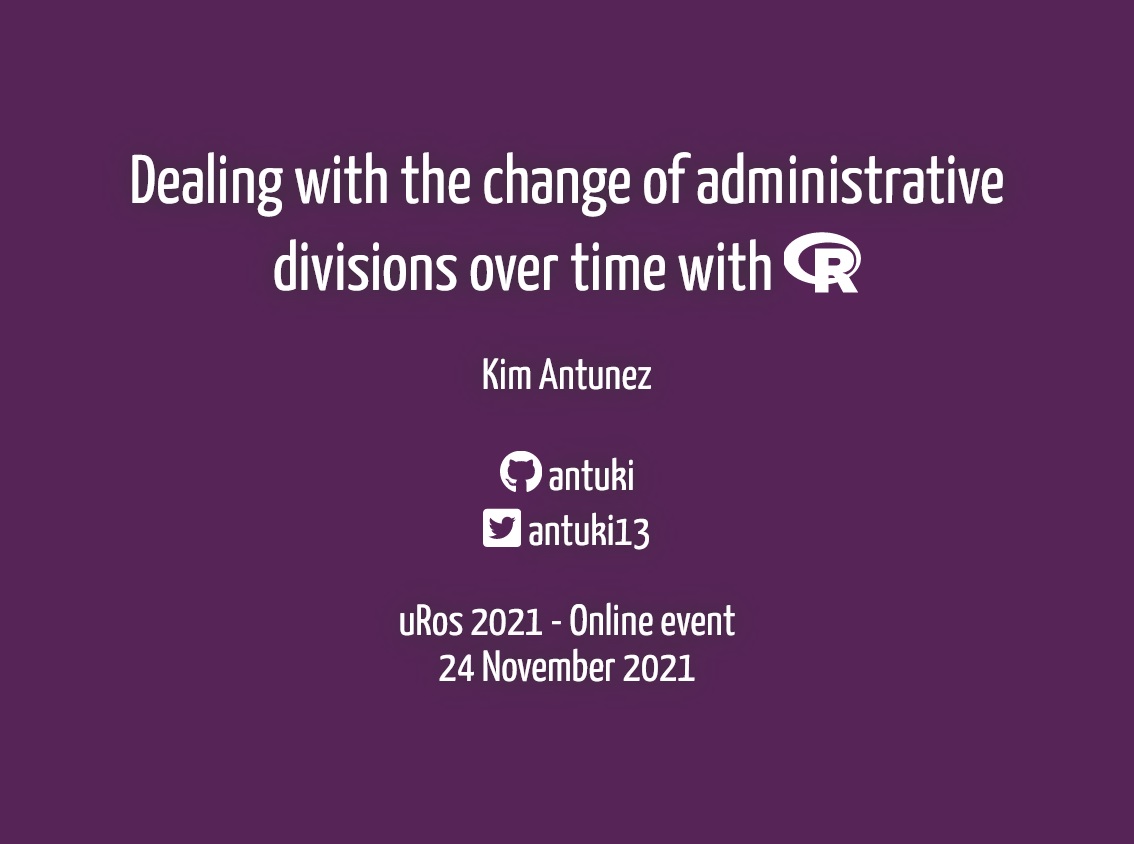 Dealing with the change of administrative
divisions over time with R
Kim Antunez
antuki
antuki13
uRos 2021 - Online event
24 November 2021